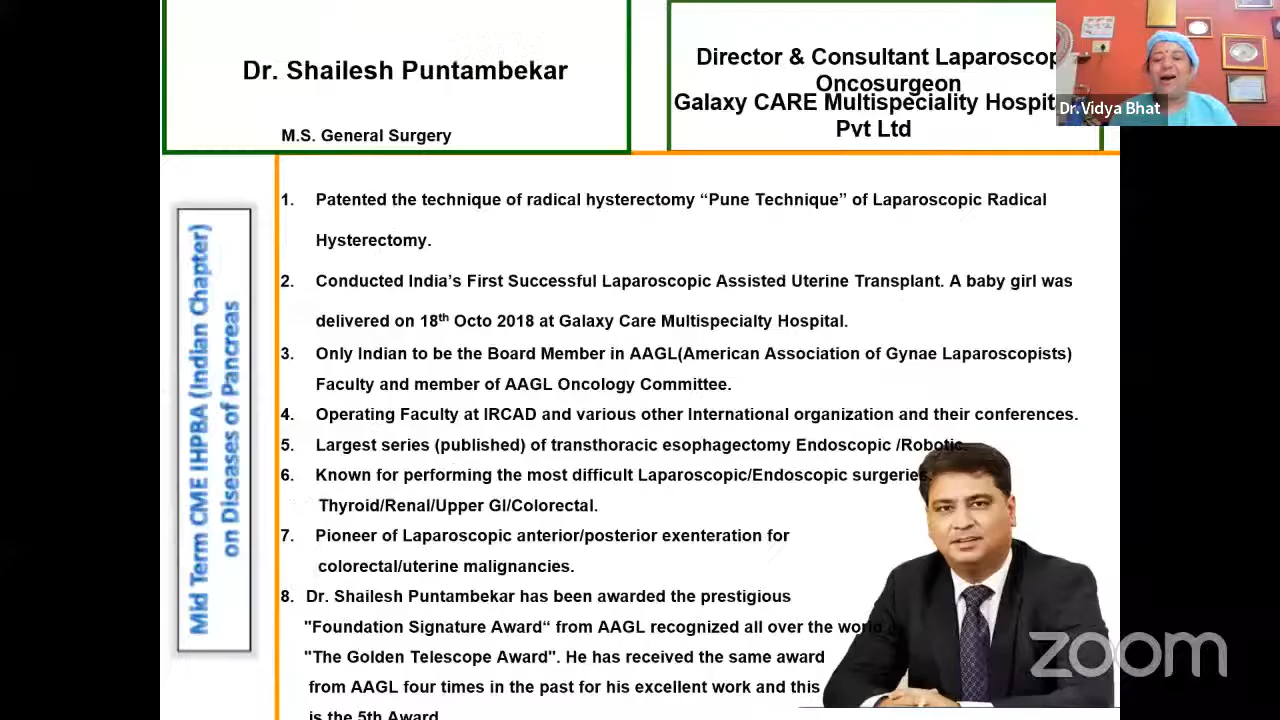 Dr. Shailesh Puntambekar
M.S. General Surgery
Director & Consultant Laparoscop
Oncosurgeon
Galaxy CARE Multispeciality Hospit
Pvt Ltd
Dr.Vidya Bhat
Mid Term CME IHPBA (Indian Chapter)
on Diseases of Pancreas
1. Patented the technique of radical hysterectomy “Pune Technique” of Laparoscopic Radical
Hysterectomy.
2. Conducted India’s First Successful Laparoscopic Assisted Uterine Transplant. A baby girl was
delivered on 18th Octo 2018 at Galaxy Care Multispecialty Hospital.
3. Only Indian to be the Board Member in AAGL(American Association of Gynae Laparoscopists)
Faculty and member of AAGL Oncology Committee.
4. Operating Faculty at IRCAD and various other International organization and their conferences.
5. Largest series (published) of transthoracic esophagectomy Endoscopic /Robotic.
6. Known for performing the most difficult Laparoscopic/Endoscopic surgeries.
Thyroid/Renal/Upper GI/Colorectal.
7. Pioneer of Laparoscopic anterior/posterior exenteration for
colorectal/uterine malignancies.
8. Dr. Shailesh Puntambekar has been awarded the prestigious
"Foundation Signature Award“ from AAGL recognized all over the world
"The Golden Telescope Award". He has received the same award
from AAGL four times in the past for his excellent work and this
is the 5th Award
zoom